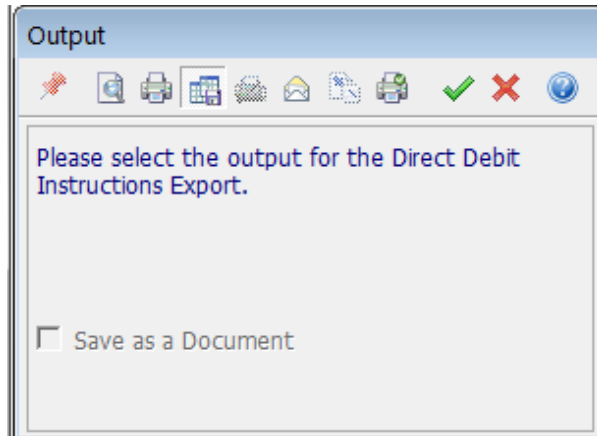 Output
Please select the output for the Direct Debit
Instructions Export.
Save as a Document